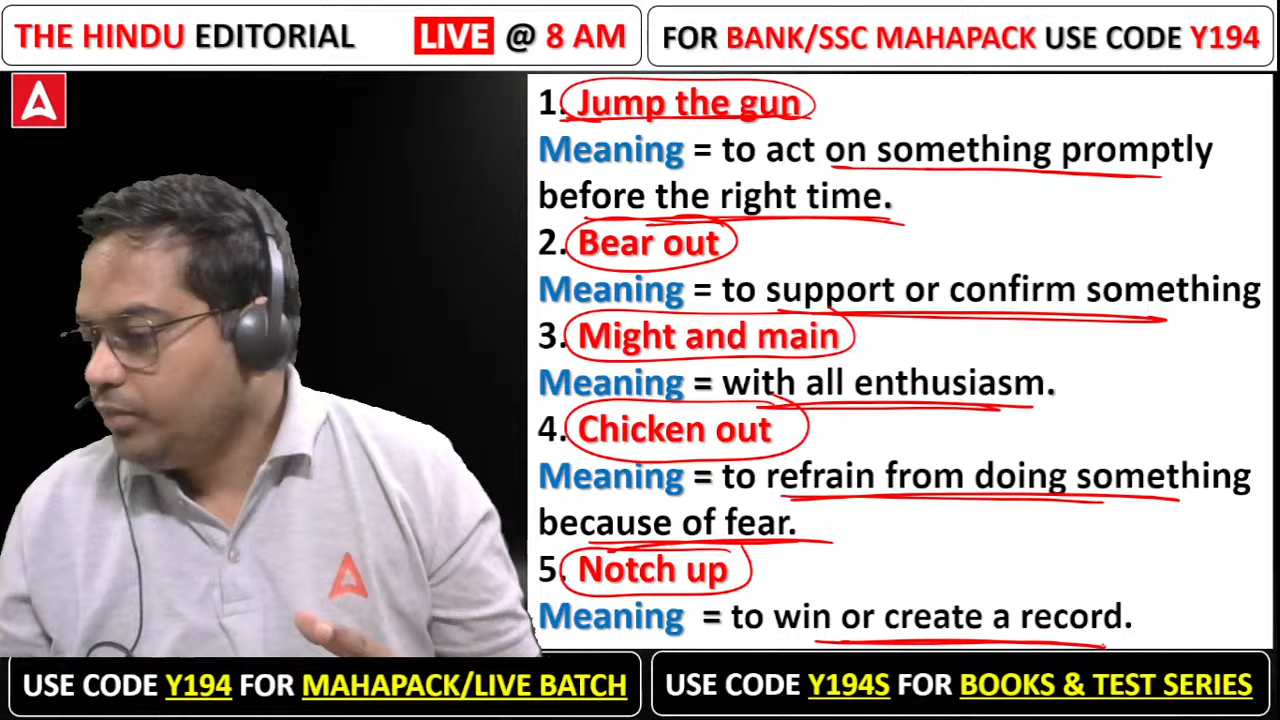 THE HINDU EDITORIAL LIVE @ 8 AM
FOR BANK/SSC MAHAPACK USE CODE Y194
1. Jump the gun
Meaning = to act on something promptly
before the right time.
2. Bear out
Meaning = to support or confirm something
3. Might and main
Meaning = with all enthusiasm.
4. Chicken out
Meaning = to refrain from doing something
because of fear.
5. Notch up
Meaning = to win or create a record.
USE CODE Y194 FOR MAHAPACK/LIVE BATCH
USE CODE Y194S FOR BOOKS & TEST SERIES